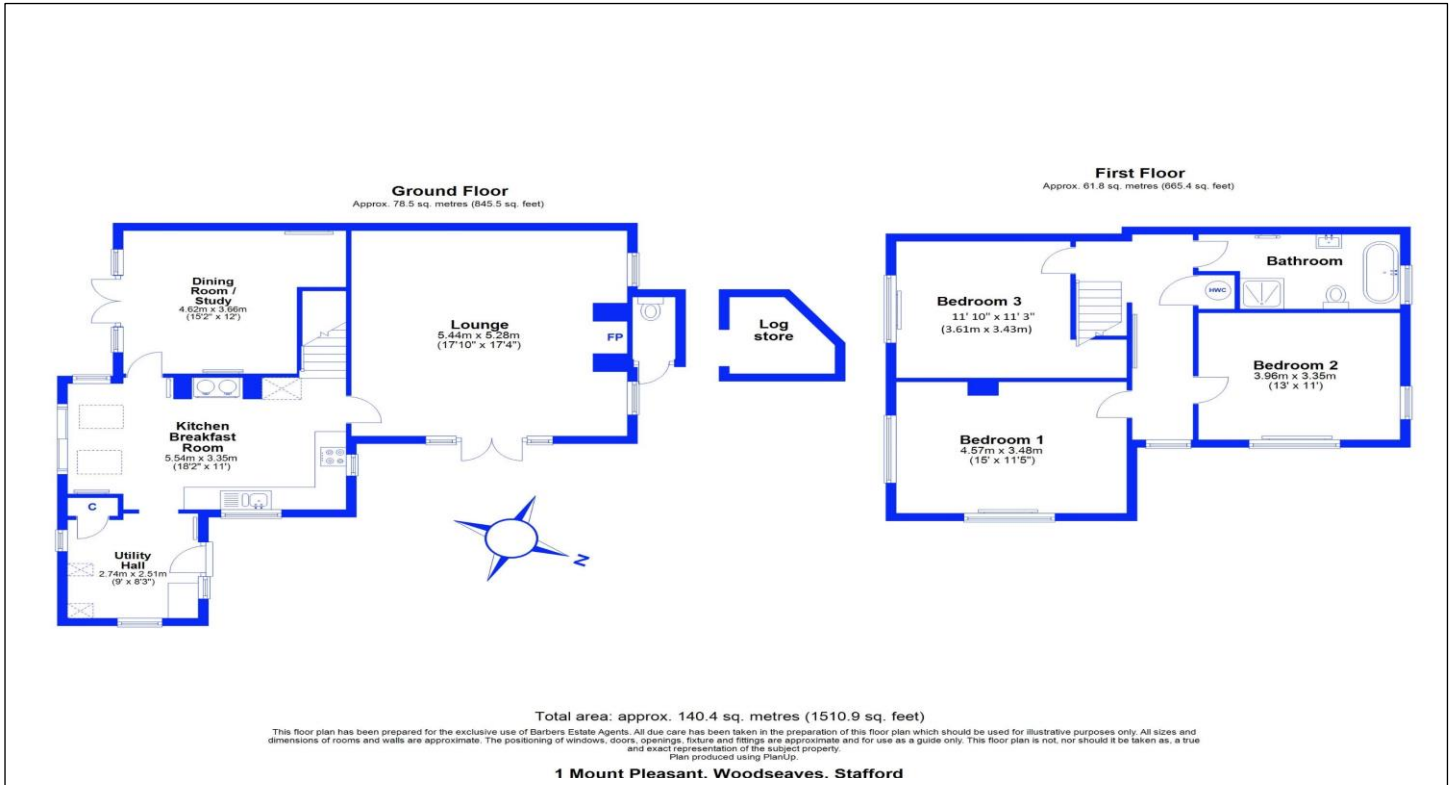 Ground Floor
Approx. 78.5 sq. metres (845.5 sq. feet)
Dining
Room /
Study
4.62m x 3.66m
(15'2" x 12')
Lounge
5.44m x 5.28m
(17'10" x 17'4")
FP
Log
store
Kitchen
Breakfast
Room
5.54m x 3.35m
(18'2" x 11')
C
Utility
Hall
2.74m x 2.51m
(9' x 8'3")
N
First Floor
Approx. 61.8 sq. metres (665.4 sq. feet)
Bathroom
HWC
Bedroom 3
11' 10" x 11' 3"
(3.61m x 3.43m)
Bedroom 2
3.96m x 3.35m
(13' x 11')
Bedroom 1
4.57m x 3.48m
(15' x 11'5")
Total area: approx. 140.4 sq. metres (1510.9 sq. feet)
This floor plan has been prepared for the exclusive use of Barbers Estate Agents. All due care has been taken in the preparation of this floor plan which should be used for illustrative purposes only. All sizes and
dimensions of rooms and walls are approximate. The positioning of windows, doors, openings, fixture and fittings are approximate and for use as a guide only. This floor plan is not, nor should it be taken as, a true
and exact representation of the subject property.
Plan produced using PlanUp.
1 Mount Pleasant, Woodseaves, Stafford